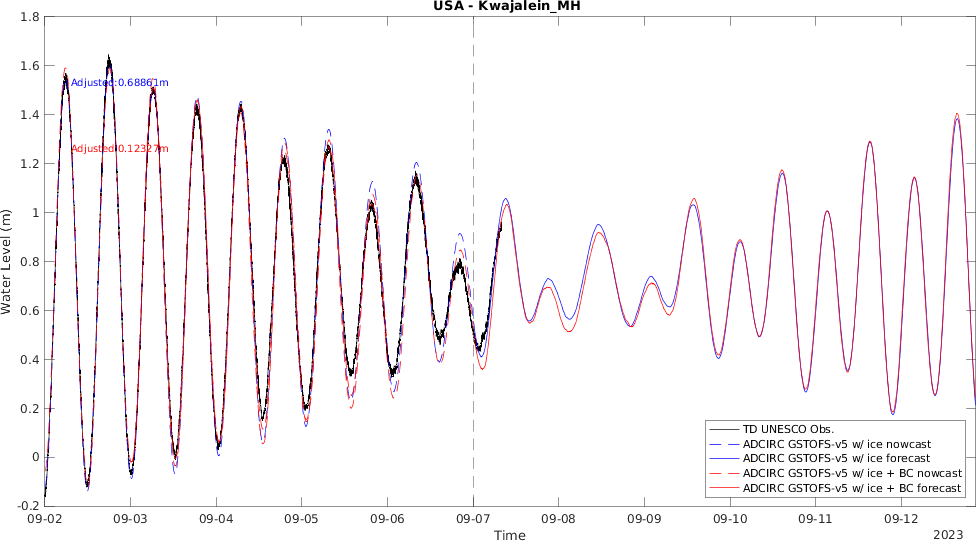 USA - Kwajalein_MH
1.8
1.6
1.4
1.2
1
0.8
0.6
0.4
0.2
0
-0.2
Water Level (m)
Adjusted:0.68861m
Adjusted:0.12327m
TD UNESCO Obs.
ADCIRC GSTOFS-v5 w/ ice nowcast
ADCIRC GSTOFS-v5 w/ ice forecast
ADCIRC GSTOFS-v5 w/ ice + BC nowcast
ADCIRC GSTOFS-v5 w/ ice + BC forecast
09-02 09-03 09-04 09-05 09-06 09-07 09-08 09-09 09-10 09-11 09-12
Time
2023